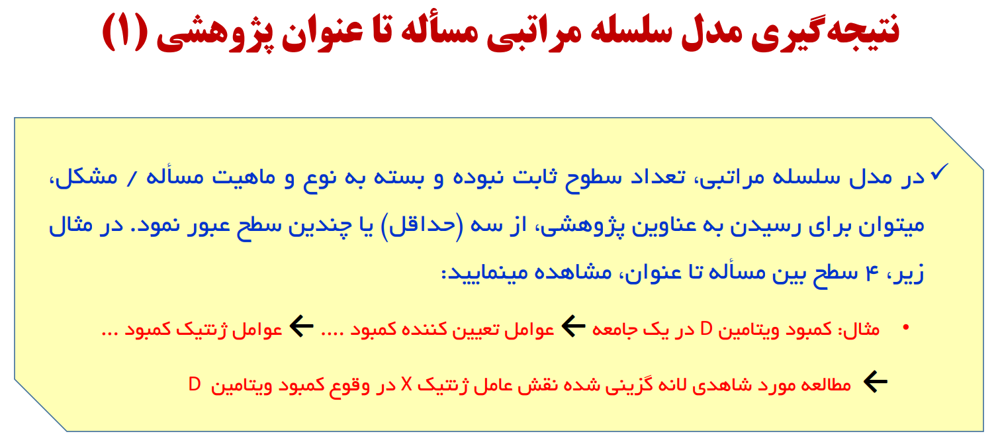 نتیجه‌گیری مدل سلسله مراتبی مسأله تا عنوان پژوهشی (۱)
✓ در مدل سلسله مراتبی، تعداد سطوح ثابت نبوده و بسته به نوع و ماهیت مسأله / مشکل،
میتوان برای رسیدن به عناوین پژوهشی، از سه (حداقل) یا چندین سطح عبور نمود. در مثال
زیر، ۴ سطح بین مسأله تا عنوان، مشاهده مینمایید:
• مثال: کمبود ویتامین D در یک جامعه ← عوامل تعیین کننده کمبود .... ← عوامل ژنتیک کمبود ...
← مطالعه مورد شاهدی لانه گزینی شده نقش عامل ژنتیک X در وقوع کمبود ویتامین D